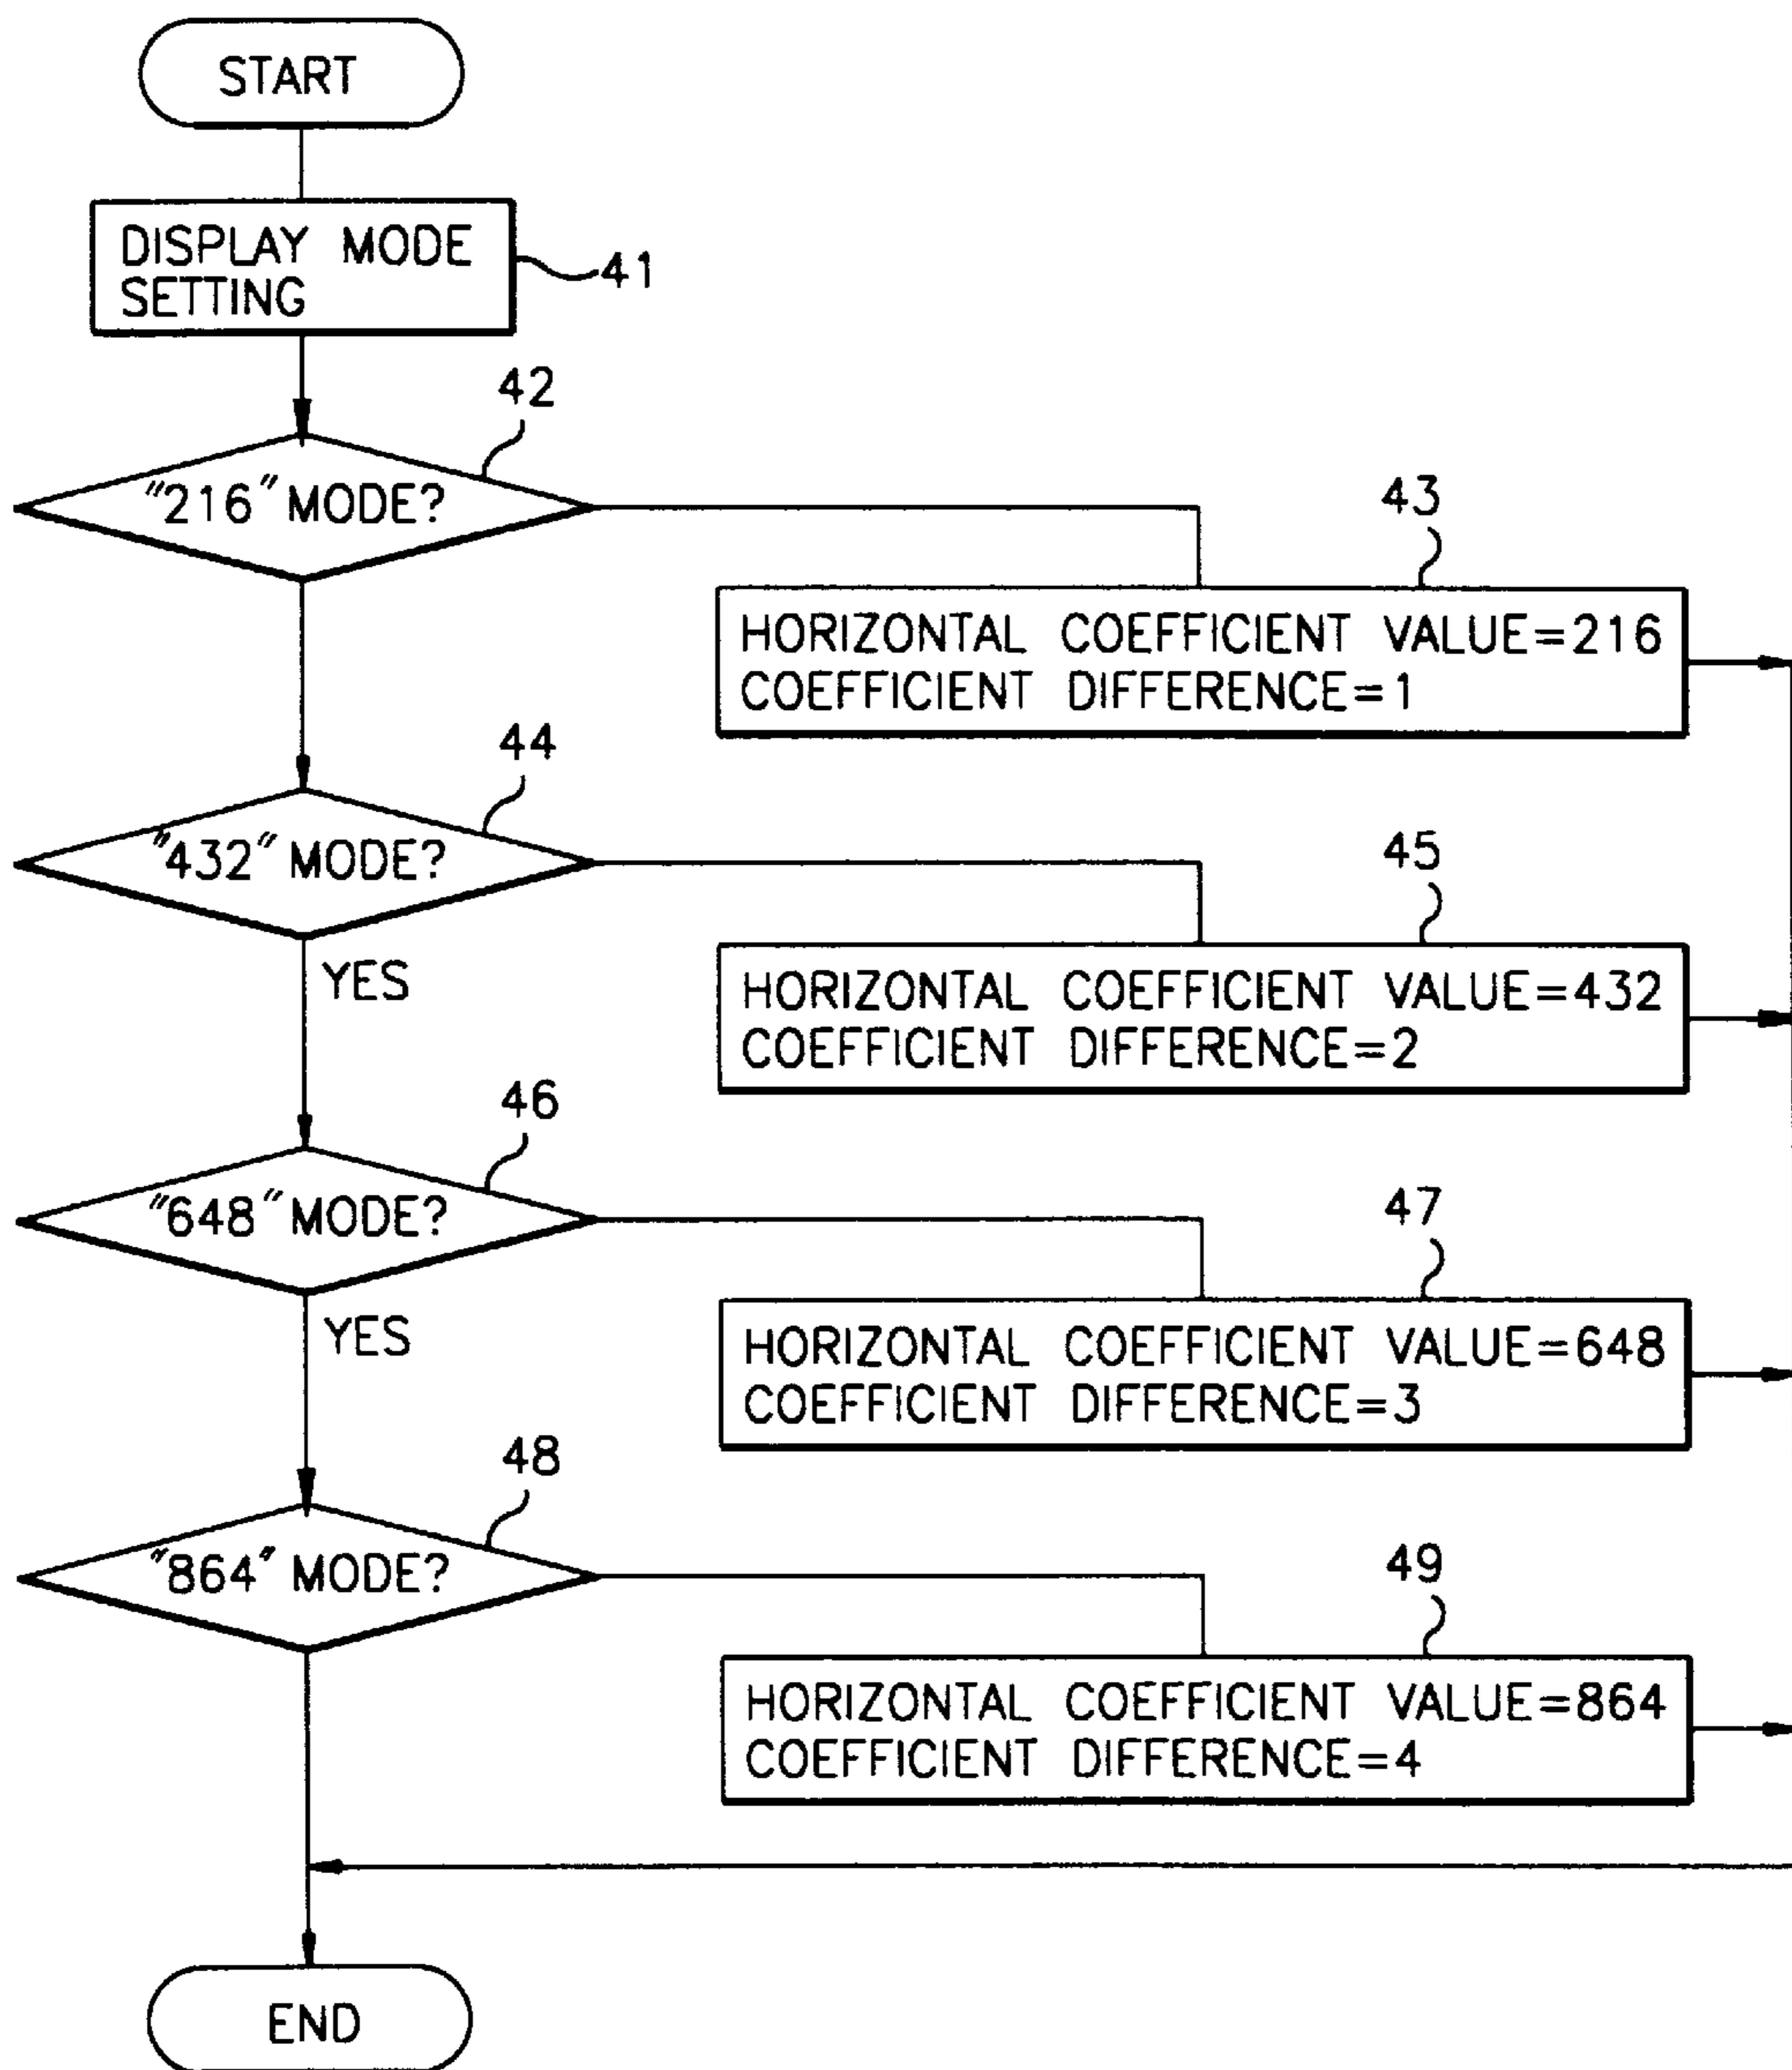 START
DISPLAY MODE
SETTING
41
42
"216" MODE?
43
HORIZONTAL COEFFICIENT VALUE=216
COEFFICIENT DIFFERENCE=1
44
"432" MODE?
45
YES
HORIZONTAL COEFFICIENT VALUE=432
COEFFICIENT DIFFERENCE=2
46
"648" MODE?
47
YES
HORIZONTAL COEFFICIENT VALUE=648
COEFFICIENT DIFFERENCE=3
48
"864" MODE?
49
HORIZONTAL COEFFICIENT VALUE=864
COEFFICIENT DIFFERENCE=4
END